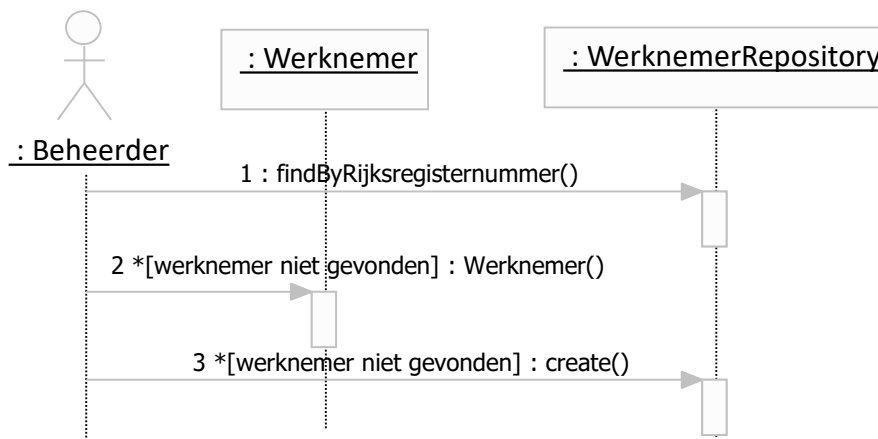 : Werknemer
: WerknemerRepository
: Beheerder
1 : findByRijksregisternummer()
2 *[werknemer niet gevonden] : Werknemer()
3 *[werknemer niet gevonden] : create()